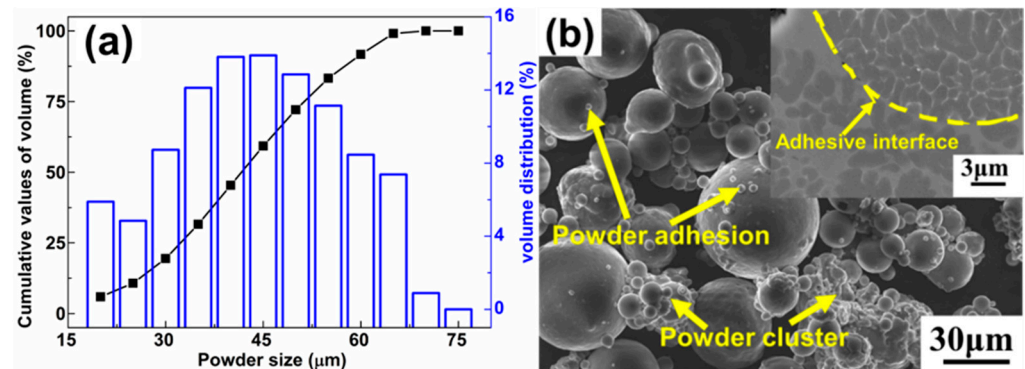 (a)
Cumulative values of volume (%)
100
75
50
25
0
15
30
45
60
75
Powder size (μm)
16
12
8
4
0
volume distribution (%)
(b)
Adhesive interface
3μm
Powder adhesion
Powder cluster
30μm